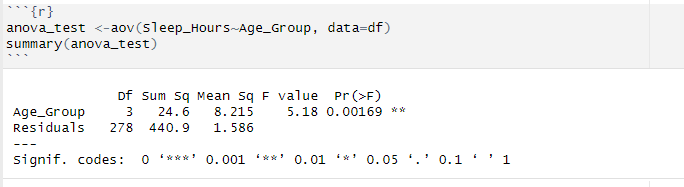 ```{r}
anova_test <-aov(Sleep_Hours~Age_Group, data=df)
summary(anova_test)
```
             Df Sum Sq Mean Sq F value  Pr(>F)
Age_Group     3   24.6   8.215    5.18 0.00169 **
Residuals   278  440.9   1.586
---
Signif. codes:  0 ‘***’ 0.001 ‘**’ 0.01 ‘*’ 0.05 ‘.’ 0.1 ‘ ’ 1